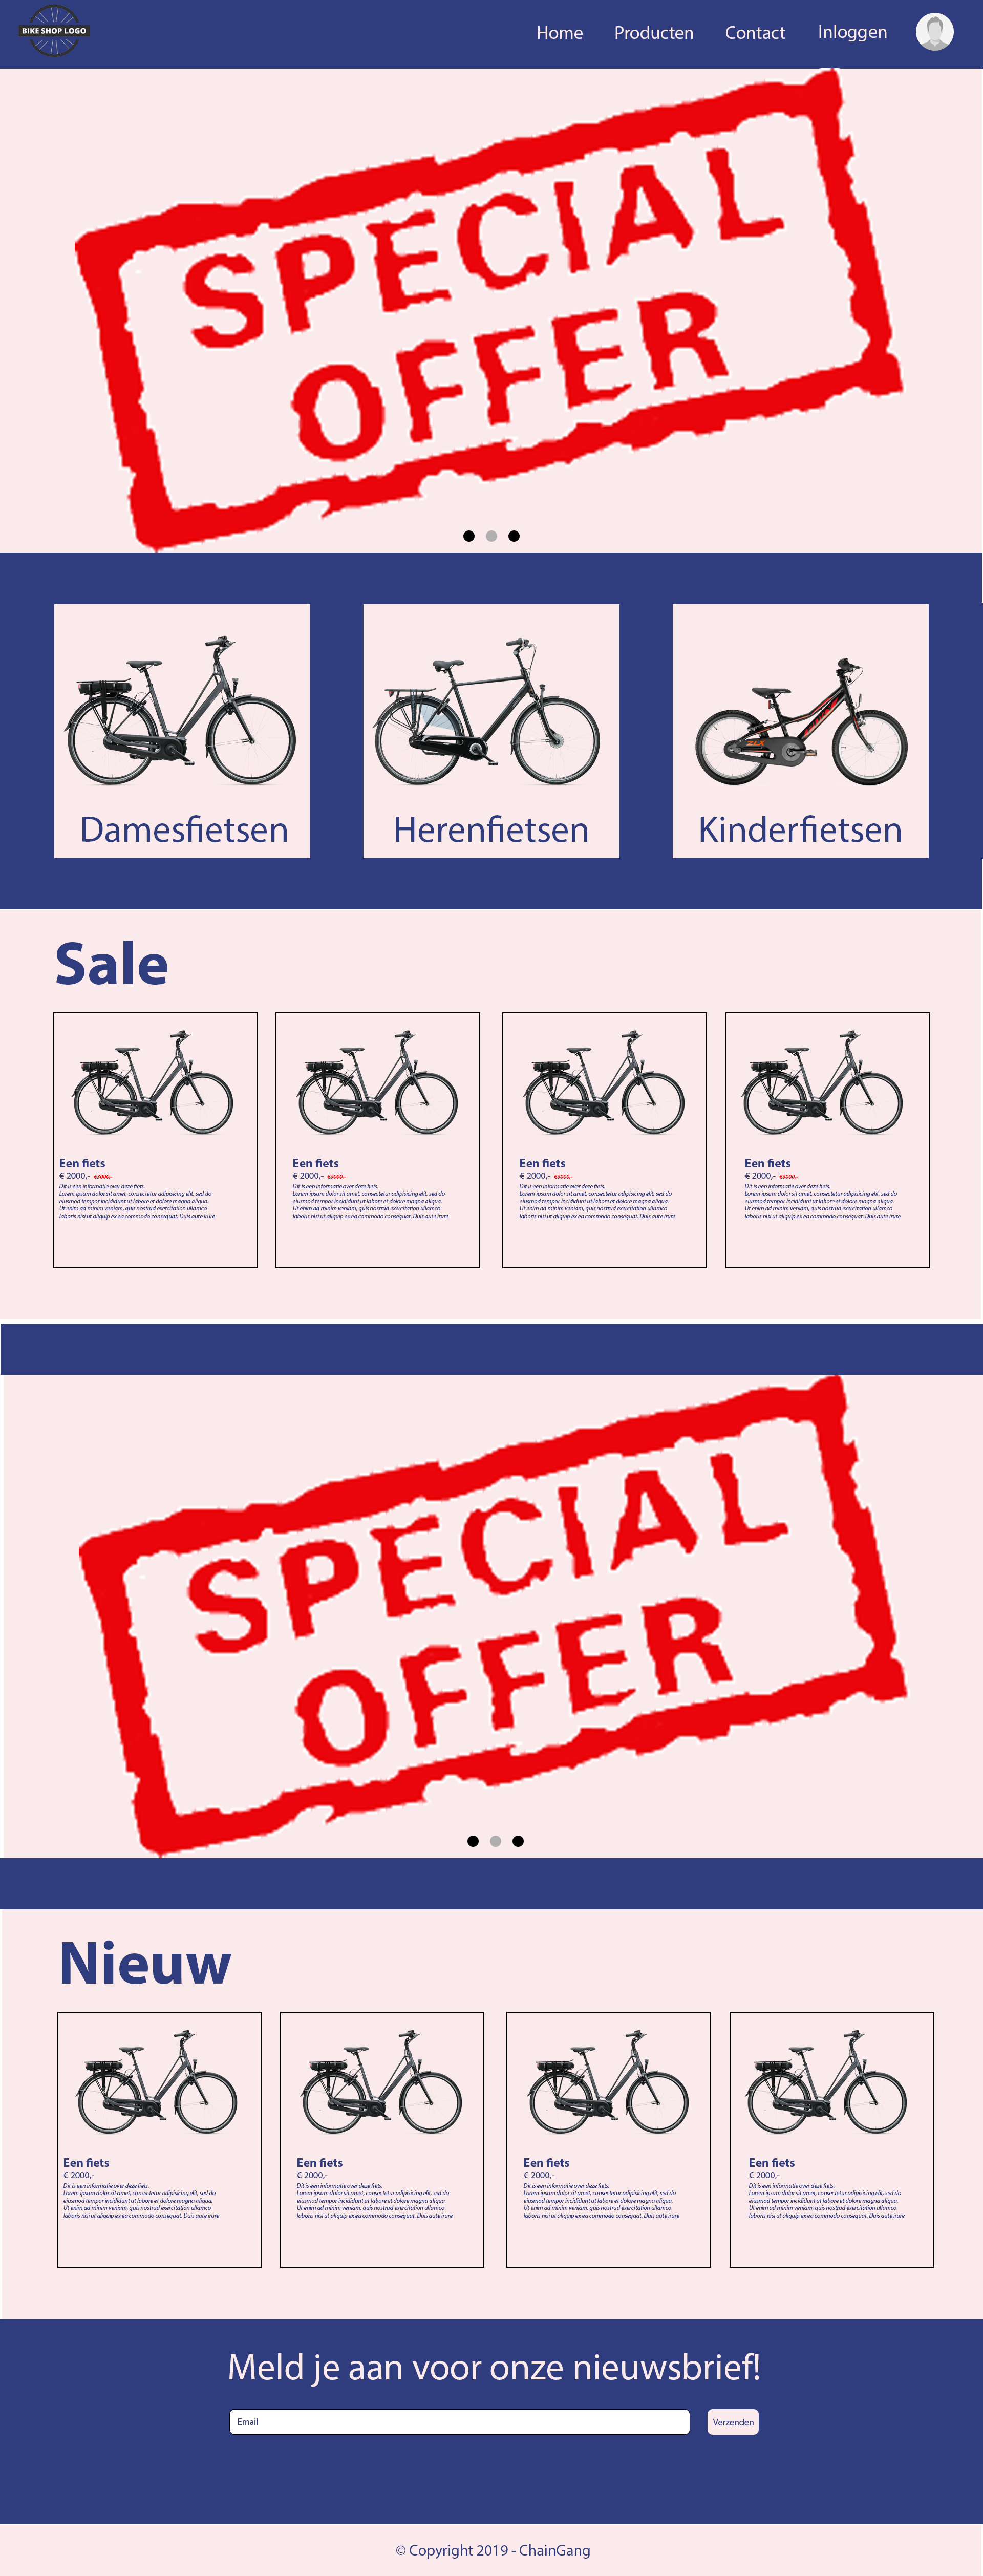 BIKE SHOP LOGO
Home Producten Contact Inloggen
SPECIAL
OFFER
Damesfietsen
Herenfietsen
Kinderfietsen
Sale
Een fiets
€ 2000,- €3000,-
Dit is een informatie over deze fiets.
Lorem ipsum dolor sit amet, consectetur adipisicing elit, sed do
eiusmod tempor incididunt ut labore et dolore magna aliqua.
Ut enim ad minim veniam, quis nostrud exercitation ullamco
laboris nisi ut aliquip ex ea commodo consequat. Duis aute irure
Een fiets
€ 2000,- €3000,-
Dit is een informatie over deze fiets.
Lorem ipsum dolor sit amet, consectetur adipisicing elit, sed do
eiusmod tempor incididunt ut labore et dolore magna aliqua.
Ut enim ad minim veniam, quis nostrud exercitation ullamco
laboris nisi ut aliquip ex ea commodo consequat. Duis aute irure
Een fiets
€ 2000,- €3000,-
Dit is een informatie over deze fiets.
Lorem ipsum dolor sit amet, consectetur adipisicing elit, sed do
eiusmod tempor incididunt ut labore et dolore magna aliqua.
Ut enim ad minim veniam, quis nostrud exercitation ullamco
laboris nisi ut aliquip ex ea commodo consequat. Duis aute irure
Een fiets
€ 2000,- €3000,-
Dit is een informatie over deze fiets.
Lorem ipsum dolor sit amet, consectetur adipisicing elit, sed do
eiusmod tempor incididunt ut labore et dolore magna aliqua.
Ut enim ad minim veniam, quis nostrud exercitation ullamco
laboris nisi ut aliquip ex ea commodo consequat. Duis aute irure
SPECIAL
OFFER
Nieuw
Een fiets
€ 2000,-
Dit is een informatie over deze fiets.
Lorem ipsum dolor sit amet, consectetur adipisicing elit, sed do
eiusmod tempor incididunt ut labore et dolore magna aliqua.
Ut enim ad minim veniam, quis nostrud exercitation ullamco
laboris nisi ut aliquip ex ea commodo consequat. Duis aute irure
Een fiets
€ 2000,-
Dit is een informatie over deze fiets.
Lorem ipsum dolor sit amet, consectetur adipisicing elit, sed do
eiusmod tempor incididunt ut labore et dolore magna aliqua.
Ut enim ad minim veniam, quis nostrud exercitation ullamco
laboris nisi ut aliquip ex ea commodo consequat. Duis aute irure
Een fiets
€ 2000,-
Dit is een informatie over deze fiets.
Lorem ipsum dolor sit amet, consectetur adipisicing elit, sed do
eiusmod tempor incididunt ut labore et dolore magna aliqua.
Ut enim ad minim veniam, quis nostrud exercitation ullamco
laboris nisi ut aliquip ex ea commodo consequat. Duis aute irure
Een fiets
€ 2000,-
Dit is een informatie over deze fiets.
Lorem ipsum dolor sit amet, consectetur adipisicing elit, sed do
eiusmod tempor incididunt ut labore et dolore magna aliqua.
Ut enim ad minim veniam, quis nostrud exercitation ullamco
laboris nisi ut aliquip ex ea commodo consequat. Duis aute irure
Meld je aan voor onze nieuwsbrief!
Email Verzenden
© Copyright 2019 - ChainGang